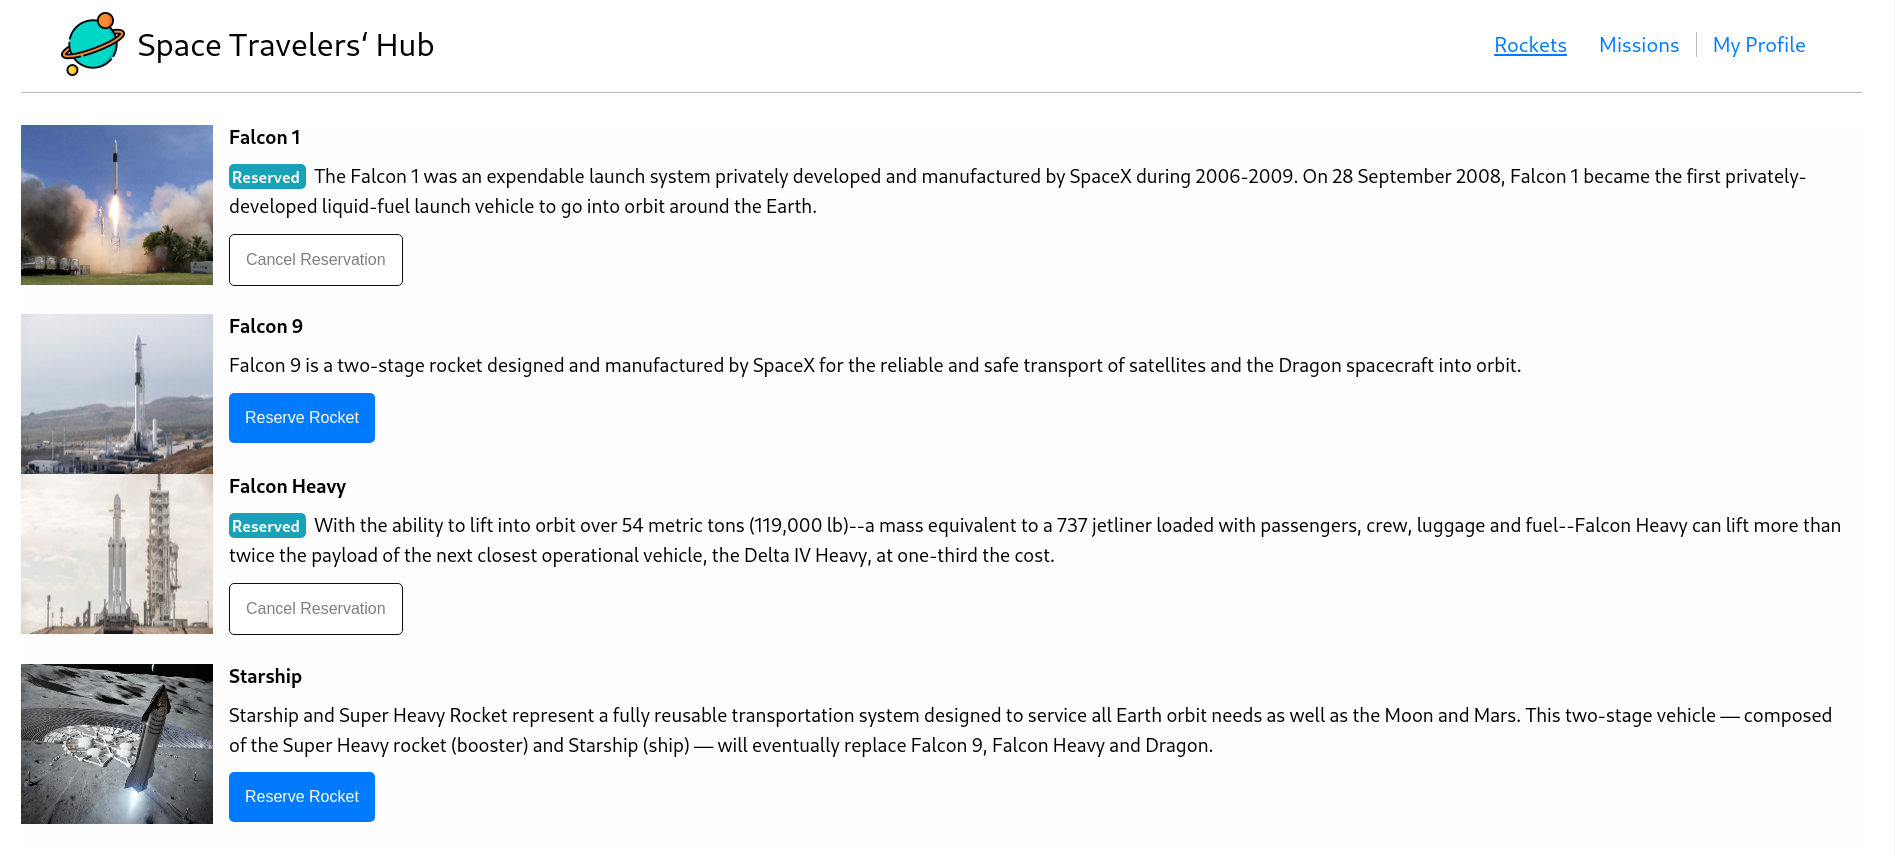 Space Travelers‘ Hub
Rockets Missions My Profile
Falcon 1
Reserved The Falcon 1 was an expendable launch system privately developed and manufactured by SpaceX during 2006-2009. On 28 September 2008, Falcon 1 became the first privately-
developed liquid-fuel launch vehicle to go into orbit around the Earth.
Cancel Reservation
Falcon 9
Falcon 9 is a two-stage rocket designed and manufactured by SpaceX for the reliable and safe transport of satellites and the Dragon spacecraft into orbit.
Reserve Rocket
Falcon Heavy
Reserved With the ability to lift into orbit over 54 metric tons (119,000 lb)--a mass equivalent to a 737 jetliner loaded with passengers, crew, luggage and fuel--Falcon Heavy can lift more than
twice the payload of the next closest operational vehicle, the Delta IV Heavy, at one-third the cost.
Cancel Reservation
Starship
Starship and Super Heavy Rocket represent a fully reusable transportation system designed to service all Earth orbit needs as well as the Moon and Mars. This two-stage vehicle — composed
of the Super Heavy rocket (booster) and Starship (ship) — will eventually replace Falcon 9, Falcon Heavy and Dragon.
Reserve Rocket